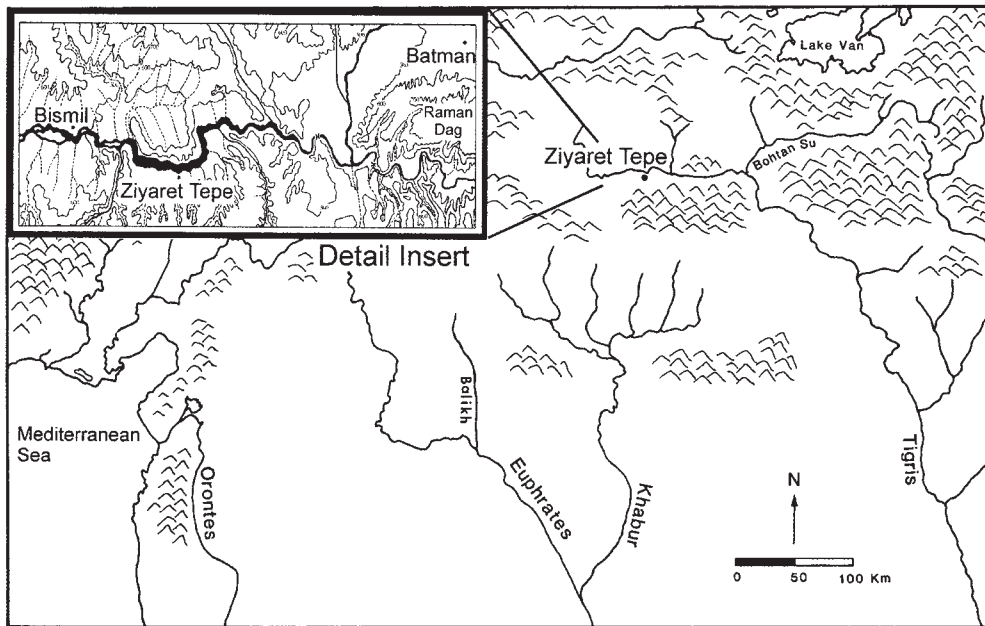 Batman
Bismil
Raman
Dag
Ziyaret Tepe
Lake Van
Ziyaret Tepe
Bohtan Su
Detail Insert
Mediterranean
Sea
Orontes
Balikh
Euphrates
Khabur
Tigris
N
0 50 100 Km